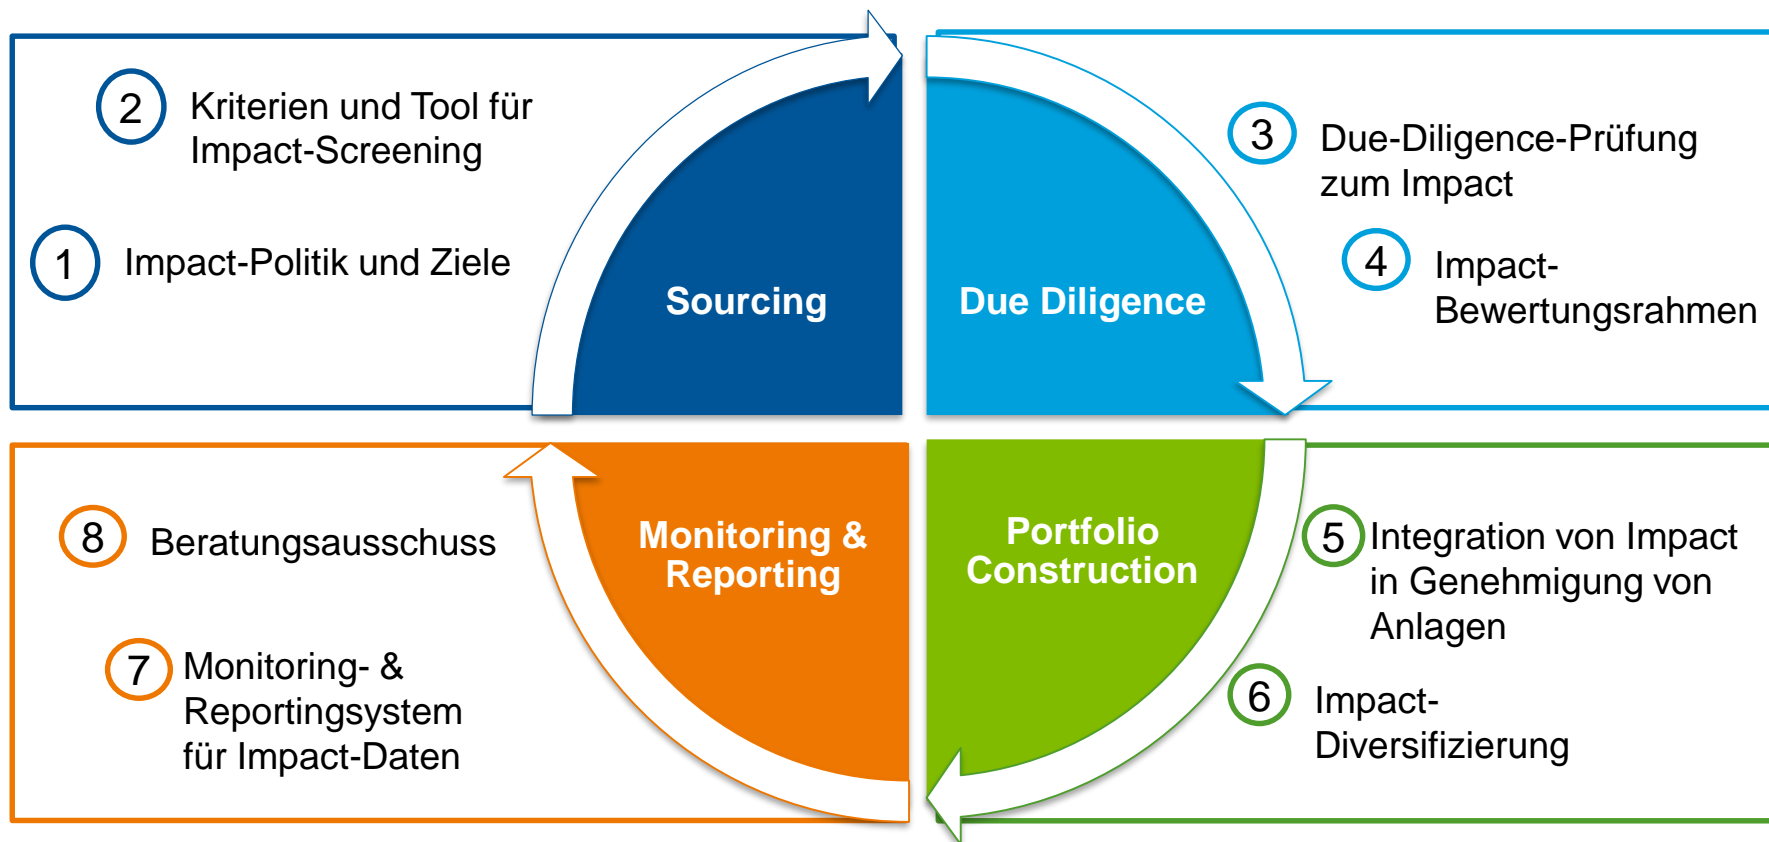 2
Kriterien und Tool für
Impact-Screening
1
Impact-Politik und Ziele
Sourcing
Due Diligence
3
Due-Diligence-Prüfung
zum Impact
4
Impact-
Bewertungsrahmen
8
Beratungsausschuss
7
Monitoring- &
Reportingsystem
für Impact-Daten
Monitoring &
Reporting
Portfolio
Construction
5
Integration von Impact
in Genehmigung von
Anlagen
6
Impact-
Diversifizierung